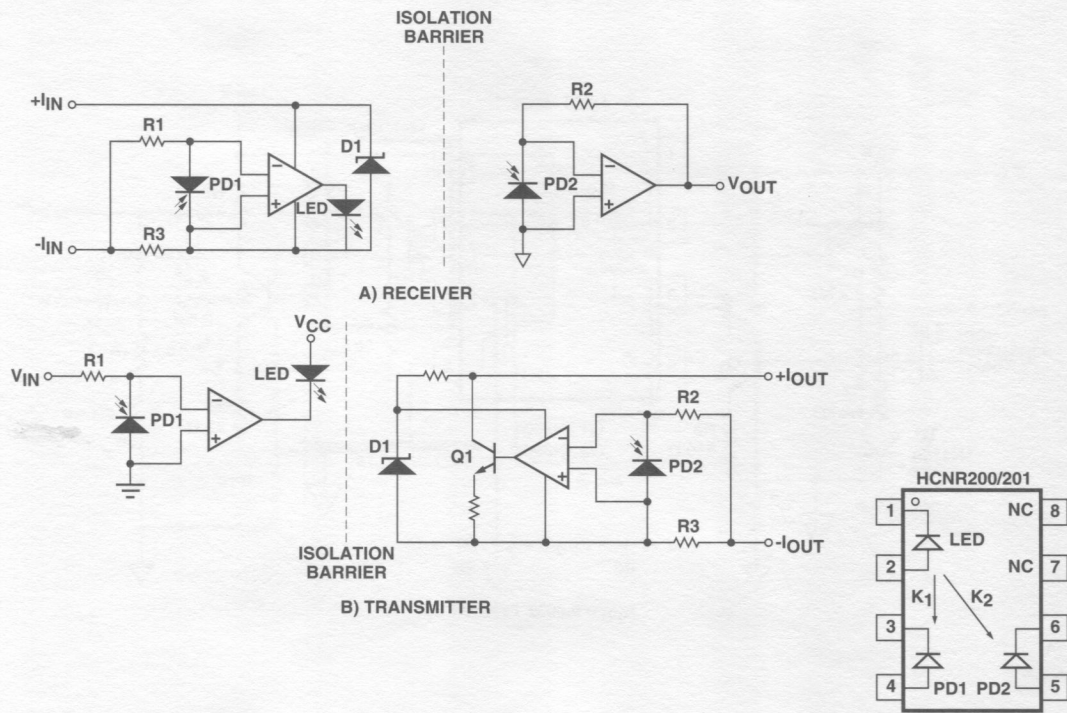 ISOLATION
BARRIER
+IIN
R1
PD1
-IIN
R3
−
+
LED
D1
R2
PD2
−
+
VOUT
A) RECEIVER
VIN
R1
PD1
−
+
VCC
LED
ISOLATION
BARRIER
D1
Q1
−
+
R2
PD2
R3
+IOUT
-IOUT
B) TRANSMITTER
HCNR200/201
1
2
3
4
LED
K1
K2
PD1
PD2
NC
8
NC
7
6
5